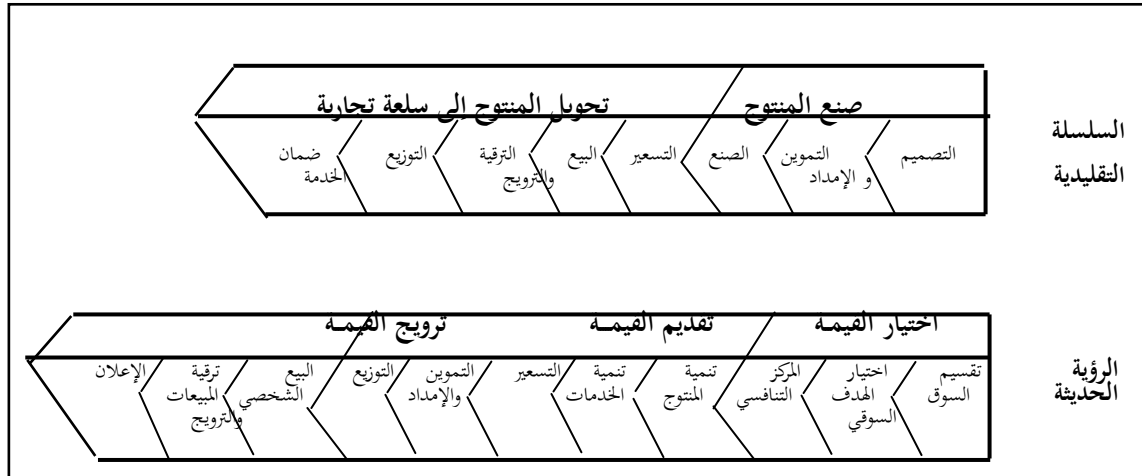 صنع المنتوج
تحويل المنتوج إلى سلعة تجارية
السلسلة
التقليدية
التصميم
التموين
و الإمداد
الصنع
التسعير
البيع
الترقية
والترويج
التوزيع
ضمان
الخدمة
اختيار القيمـة
تقديم القيمـة
ترويج القيمـة
الرؤية
الحديثة
تقسيم
السوق
اختيار
الهدف
السوقي
المركز
التنافسي
تنمية
المنتوج
تنمية
الخدمات
التسعير
التموين
والإمداد
التوزيع
البيع
الشخصي
ترقية
المبيعات
والترويج
الإعلان